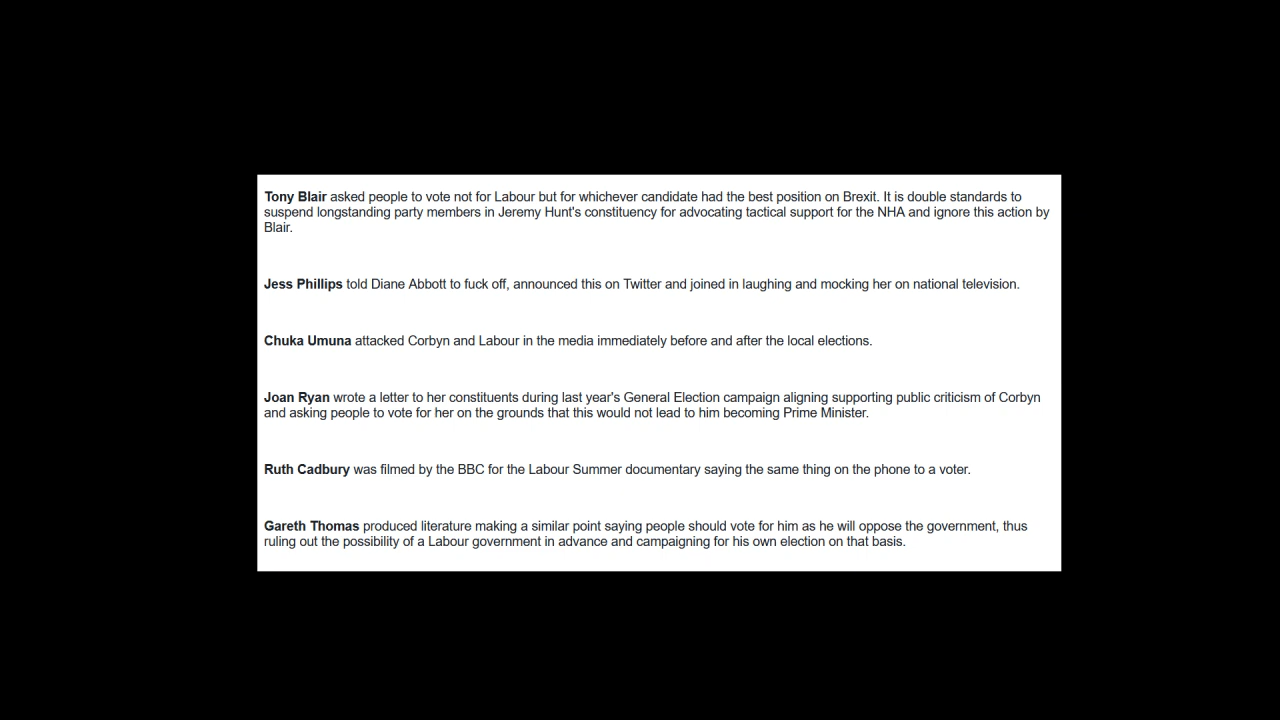 Tony Blair asked people to vote not for Labour but for whichever candidate had the best position on Brexit. It is double standards to
suspend longstanding party members in Jeremy Hunt's constituency for advocating tactical support for the NHA and ignore this action by
Blair.
Jess Phillips told Diane Abbott to fuck off, announced this on Twitter and joined in laughing and mocking her on national television.
Chuka Umuna attacked Corbyn and Labour in the media immediately before and after the local elections.
Joan Ryan wrote a letter to her constituents during last year's General Election campaign aligning supporting public criticism of Corbyn
and asking people to vote for her on the grounds that this would not lead to him becoming Prime Minister.
Ruth Cadbury was filmed by the BBC for the Labour Summer documentary saying the same thing on the phone to a voter.
Gareth Thomas produced literature making a similar point saying people should vote for him as he will oppose the government, thus
ruling out the possibility of a Labour government in advance and campaigning for his own election on that basis.